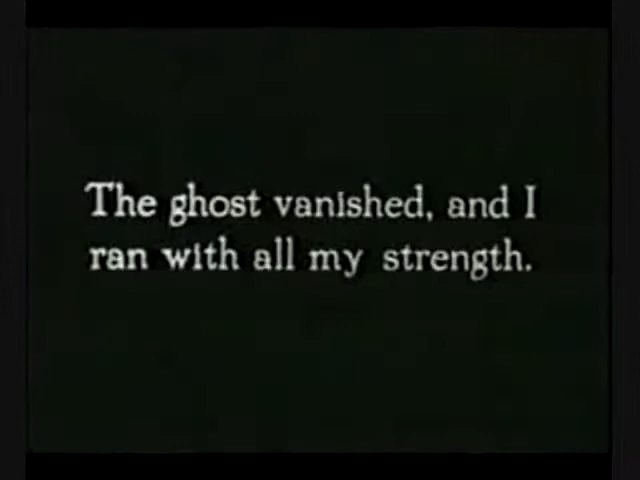 The ghost vanished, and I
ran with all my strength.